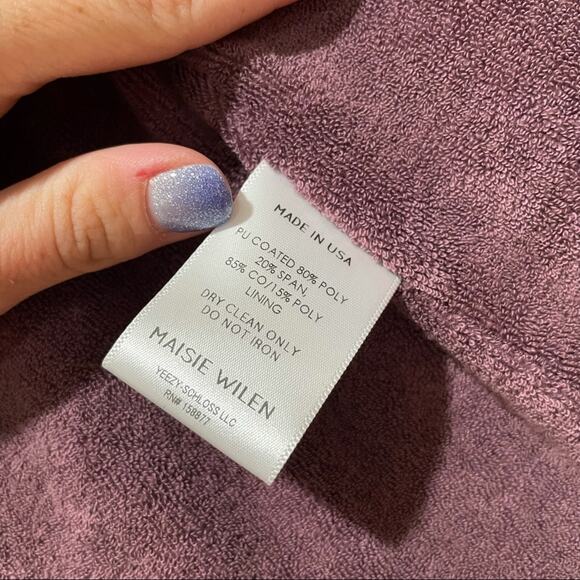 MADE IN USA
PU COATED 80% POLY
20% SPAN,
85% CO/15% POLY
LINING
DRY CLEAN ONLY
DO NOT IRON
MAISIE WILEN
YEEZY-SCHLOSS LLC
RN# 158877